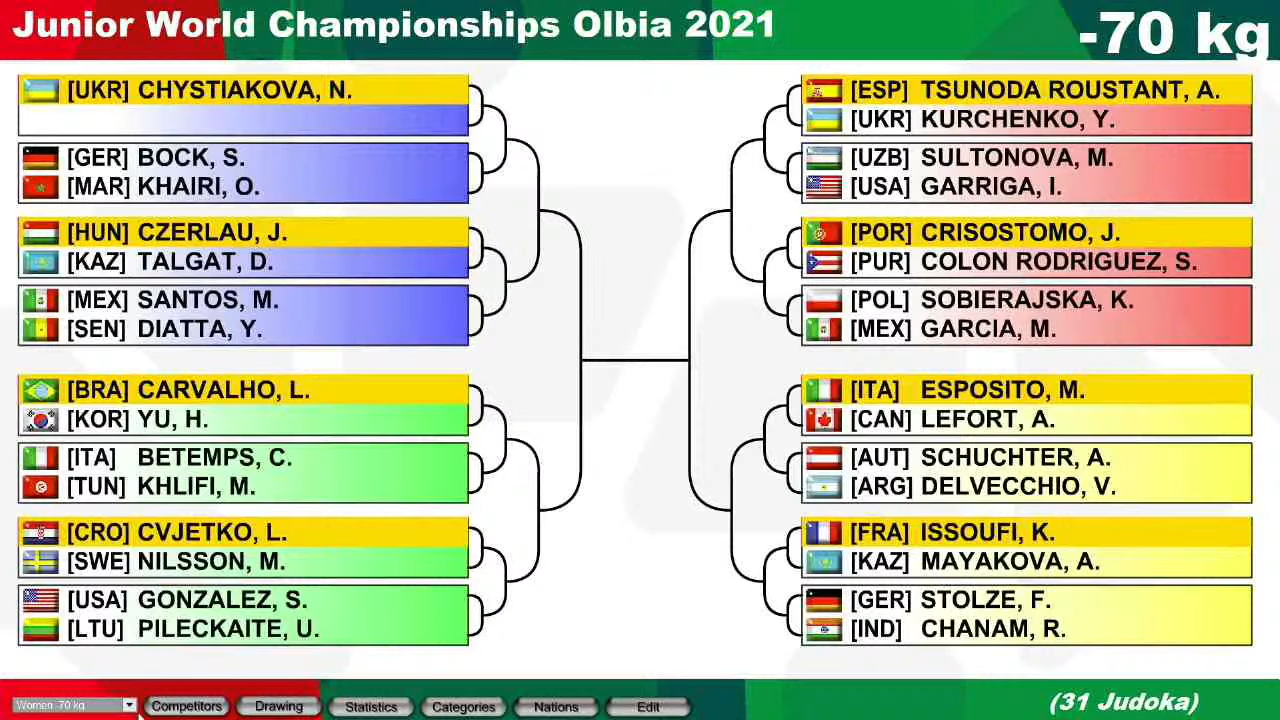 Junior World Championships Olbia 2021
-70 kg
[UKR] CHYSTIAKOVA, N.
[GER] BOCK, S.
[MAR] KHAIRI, O.
[HUN] CZERLAU, J.
[KAZ] TALGAT, D.
[MEX] SANTOS, M.
[SEN] DIATTA, Y.
[BRA] CARVALHO, L.
[KOR] YU, H.
[ITA] BETEMPS, C.
[TUN] KHLIFI, M.
[CRO] CVJETKO, L.
[SWE] NILSSON, M.
[USA] GONZALEZ, S.
[LTU] PILECKAITE, U.
[ESP] TSUNODA ROUSTANT, A.
[UKR] KURCHENKO, Y.
[UZB] SULTONOVA, M.
[USA] GARRIGA, I.
[POR] CRISOSTOMO, J.
[PUR] COLON RODRIGUEZ, S.
[POL] SOBIERAJSKA, K.
[MEX] GARCIA, M.
[ITA] ESPOSITO, M.
[CAN] LEFORT, A.
[AUT] SCHUCHTER, A.
[ARG] DELVECCHIO, V.
[FRA] ISSOUFI, K.
[KAZ] MAYAKOVA, A.
[GER] STOLZE, F.
[IND] CHANAM, R.
Women -70 kg
Competitors
Drawing
Statistics
Categories
Nations
Edit
(31 Judoka)